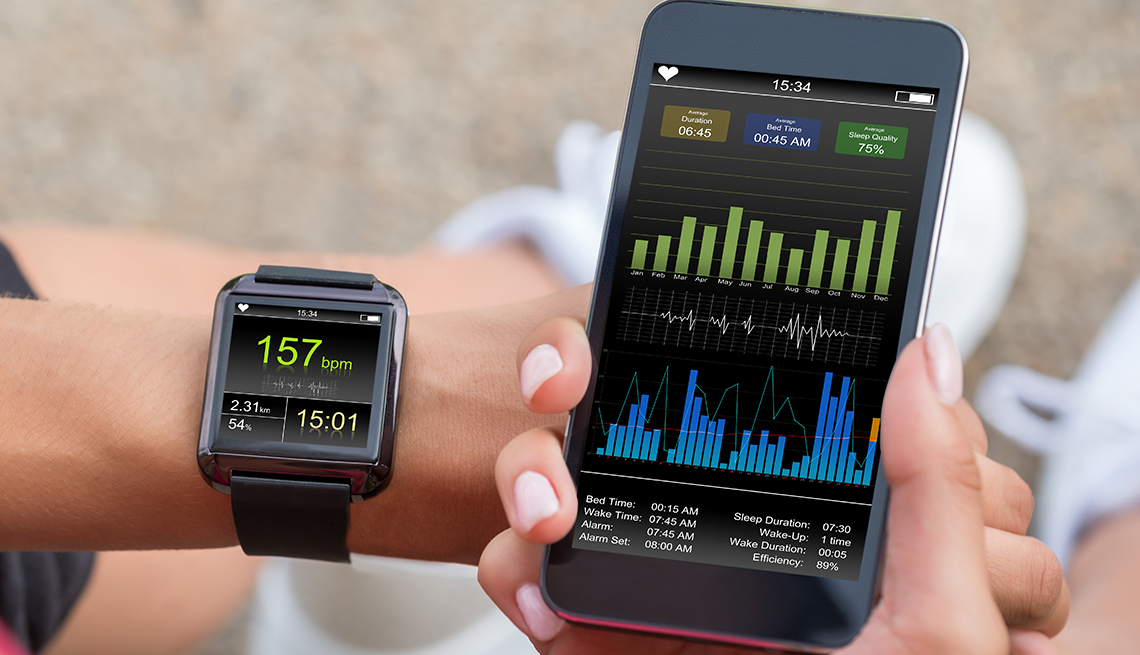 15:34
157 bpm
2.31 km
54%
15:01
15:34
Average
Duration
06:45
Average
Bed Time
00:45 AM
Average
Sleep Quality
75%
Jan Feb Mar Apr May Jun Jul Aug Sep Oct Nov Dec
Bed Time: 00:15 AM
Wake Time: 07:45 AM
Alarm: 07:45 AM
Alarm Set: 08:00 AM
Sleep Duration: 07:30
Wake-Up: 1 time
Wake Duration: 00:05
Efficiency: 89%